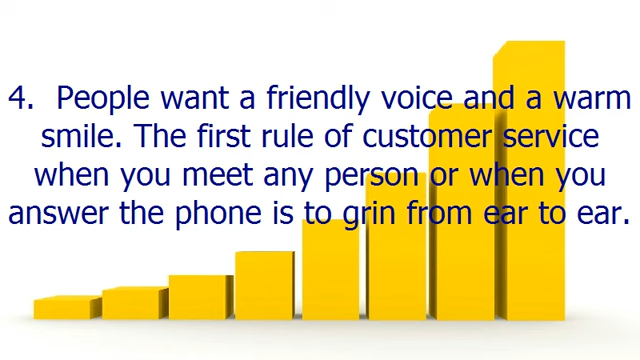 4. People want a friendly voice and a warm
smile. The first rule of customer service
when you meet any person or when you
answer the phone is to grin from ear to ear.